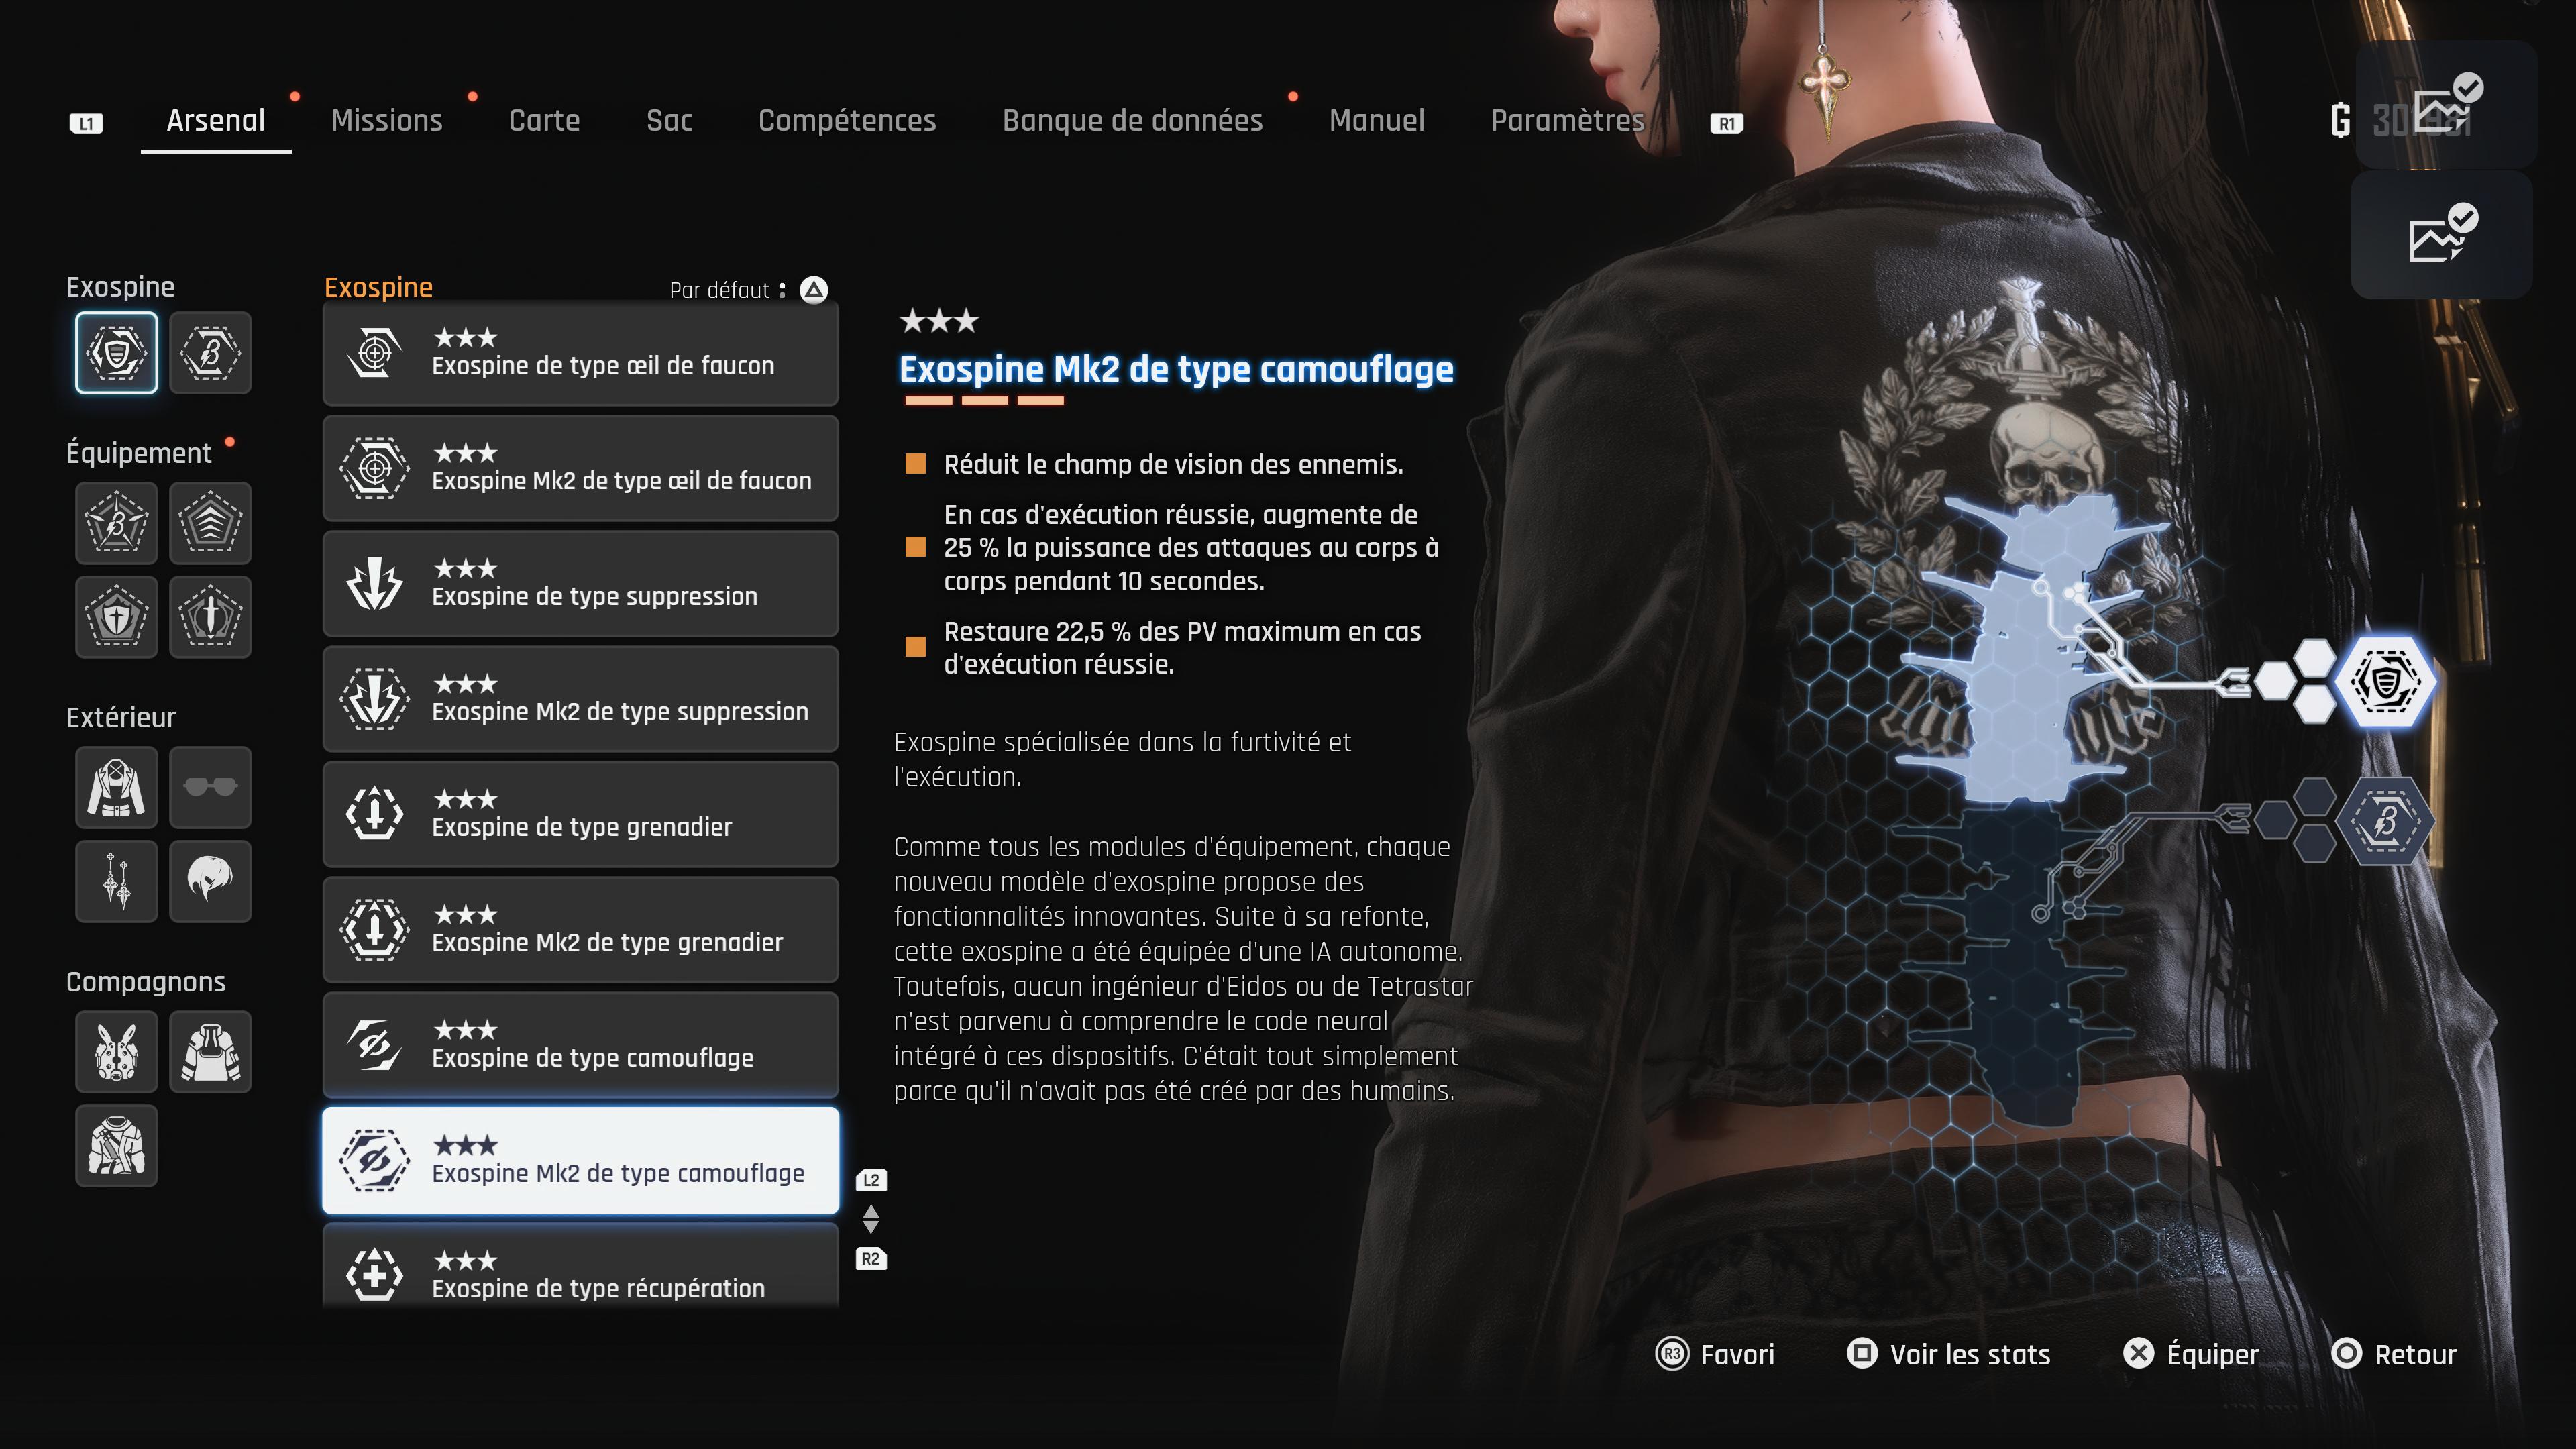 L1
Arsenal
Missions
Carte
Sac
Compétences
Banque de données
Manuel
Paramètres
R1
Exospine
Équipement
Extérieur
Compagnons
Exospine
Par défaut :
Exospine de type œil de faucon
Exospine Mk2 de type œil de faucon
Exospine de type suppression
Exospine Mk2 de type suppression
Exospine de type grenadier
Exospine Mk2 de type grenadier
Exospine de type camouflage
Exospine Mk2 de type camouflage
Exospine de type récupération
L2
R2
Exospine Mk2 de type camouflage
Réduit le champ de vision des ennemis.
En cas d'exécution réussie, augmente de
25 % la puissance des attaques au corps à
corps pendant 10 secondes.
Restaure 22,5 % des PV maximum en cas
d'exécution réussie.
Exospine spécialisée dans la furtivité et
l'exécution.
Comme tous les modules d'équipement, chaque
nouveau modèle d'exospine propose des
fonctionnalités innovantes. Suite à sa refonte,
cette exospine a été équipée d'une IA autonome.
Toutefois, aucun ingénieur d'Eidos ou de Tetrastar
n'est parvenu à comprendre le code neural
intégré à ces dispositifs. C'était tout simplement
parce qu'il n'avait pas été créé par des humains.
R3 Favori
Voir les stats
Équiper
Retour